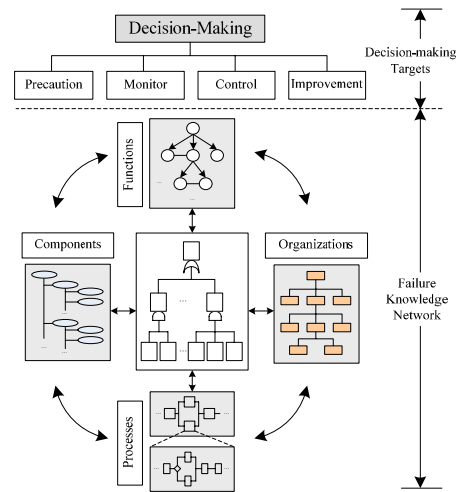 Decision-Making
Precaution
Monitor
Control
Improvement
Decision-making
Targets
Functions
...
...
Components
Organizations
...
...
...
...
...
...
...
Failure
Knowledge
Network
Processes
...
...
...
...